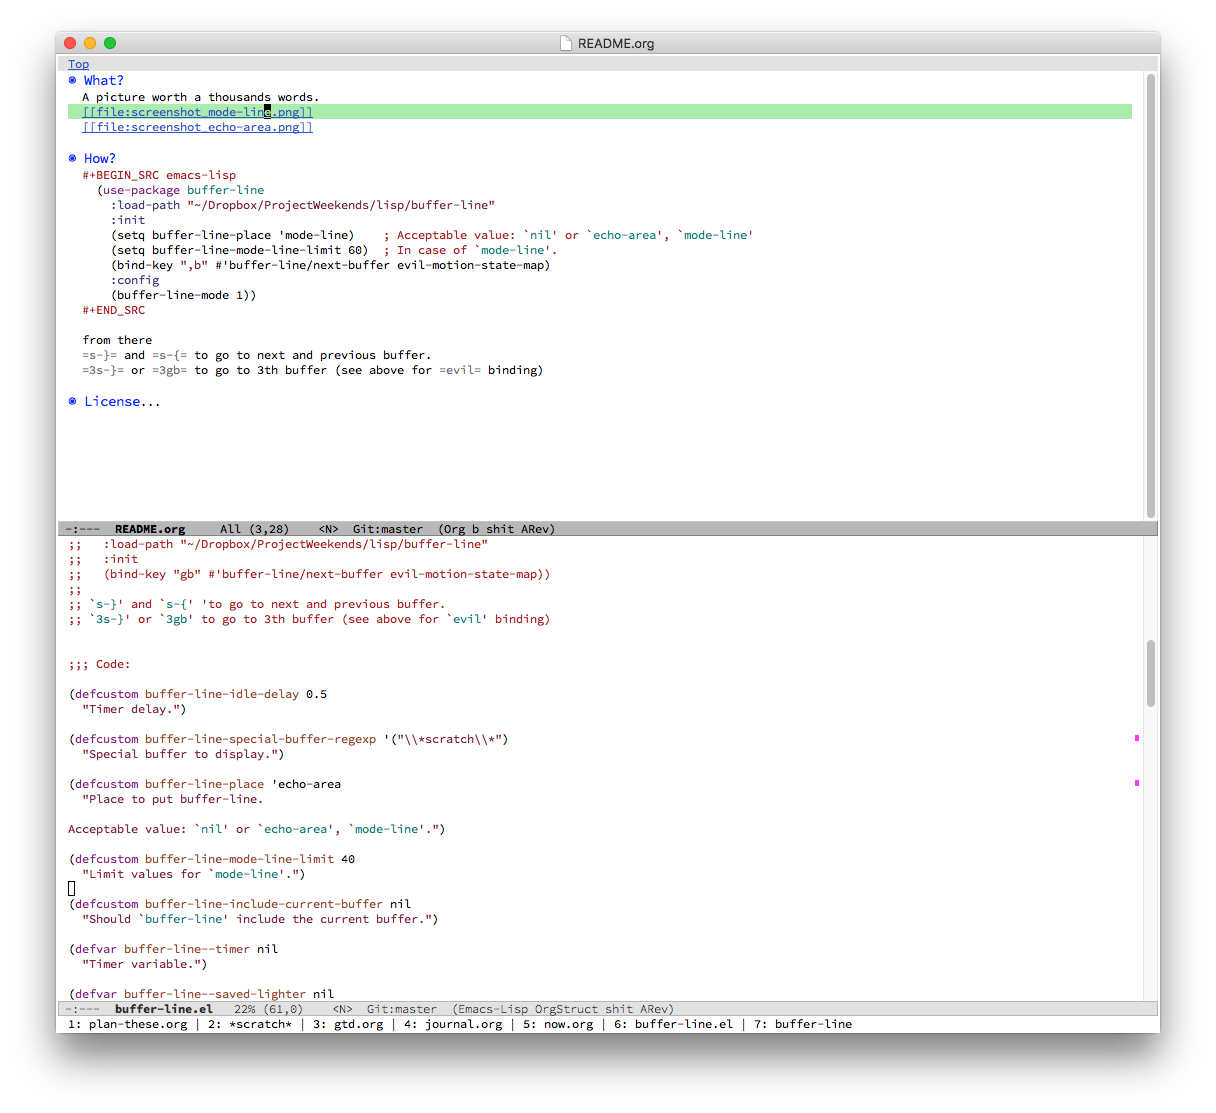 README.org
Top
◉ What?
  A picture worth a thousands words.
  [[file:screenshot_mode-line.png]]
  [[file:screenshot_echo-area.png]]
◉ How?
  #+BEGIN_SRC emacs-lisp
    (use-package buffer-line
      :load-path "~/Dropbox/ProjectWeekends/lisp/buffer-line"
      :init
      (setq buffer-line-place 'mode-line)    ; Acceptable value: `nil' or `echo-area', `mode-line'
      (setq buffer-line-mode-line-limit 60)  ; In case of `mode-line'.
      (bind-key ",b" #'buffer-line/next-buffer evil-motion-state-map)
      :config
      (buffer-line-mode 1))
  #+END_SRC
  from there
  =s-}= and =s-{= to go to next and previous buffer.
  =3s-}= or =3gb= to go to 3th buffer (see above for =evil= binding)
◉ License...
-:---  README.org     All (3,28)    <N>  Git:master  (Org b shit ARev)
;;   :load-path "~/Dropbox/ProjectWeekends/lisp/buffer-line"
;;   :init
;;   (bind-key "gb" #'buffer-line/next-buffer evil-motion-state-map))
;;
;; `s-}' and `s-{' 'to go to next and previous buffer.
;; `3s-}' or `3gb' to go to 3th buffer (see above for `evil' binding)
;;; Code:
(defcustom buffer-line-idle-delay 0.5
  "Timer delay.")
(defcustom buffer-line-special-buffer-regexp '("\\*scratch\\*")
  "Special buffer to display.")
(defcustom buffer-line-place 'echo-area
  "Place to put buffer-line.
Acceptable value: `nil' or `echo-area', `mode-line'.")
(defcustom buffer-line-mode-line-limit 40
  "Limit values for `mode-line'.")
(defcustom buffer-line-include-current-buffer nil
  "Should `buffer-line' include the current buffer.")
(defvar buffer-line--timer nil
  "Timer variable.")
(defvar buffer-line--saved-lighter nil
-:---  buffer-line.el   22% (61,0)    <N>  Git:master  (Emacs-Lisp OrgStruct shit ARev)
1: plan-these.org | 2: *scratch* | 3: gtd.org | 4: journal.org | 5: now.org | 6: buffer-line.el | 7: buffer-line